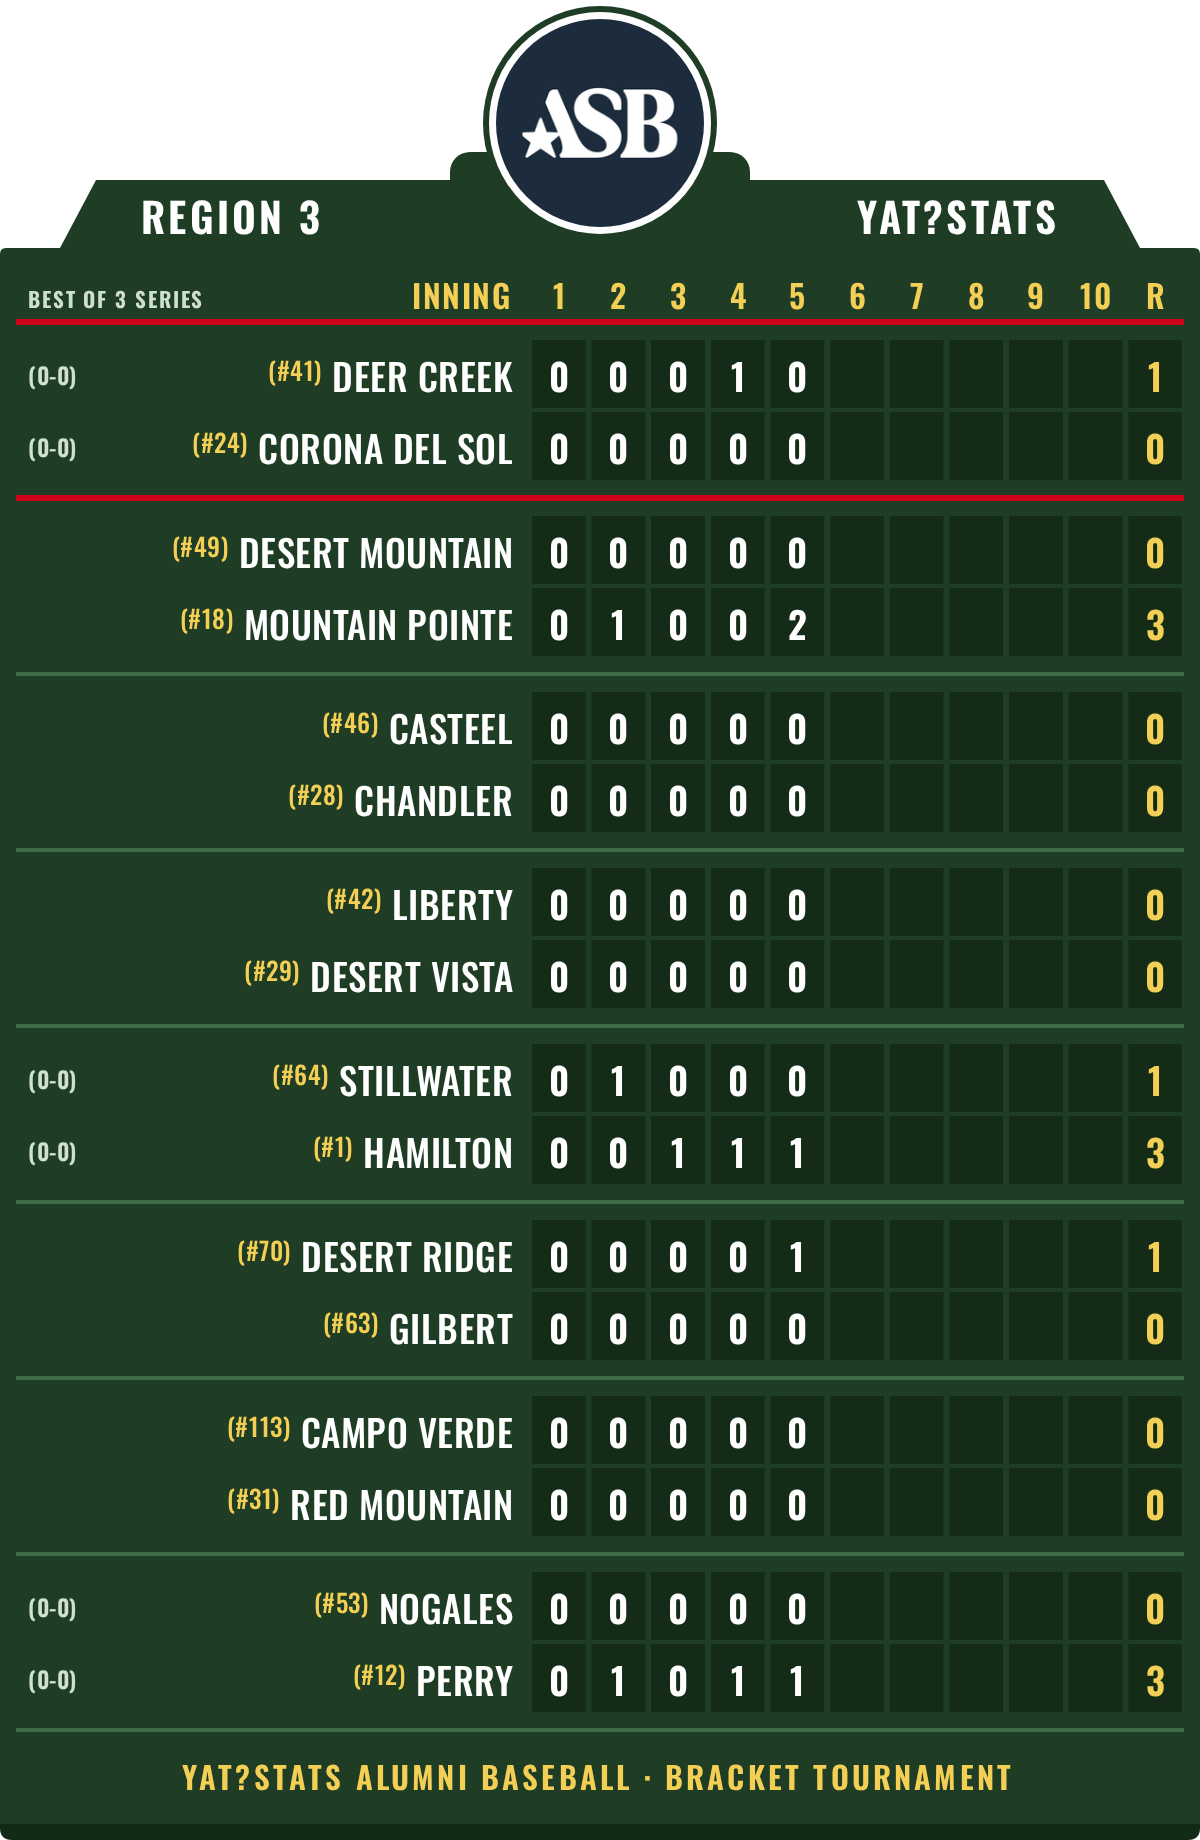 ASB
REGION 3 YAT?STATS
BEST OF 3 SERIES INNING 1 2 3 4 5 6 7 8 9 10 R
(0-0) (#41) DEER CREEK 0 0 0 1 0 1
(0-0) (#24) CORONA DEL SOL 0 0 0 0 0 0
(#49) DESERT MOUNTAIN 0 0 0 0 0 0
(#18) MOUNTAIN POINTE 0 1 0 0 2 3
(#46) CASTEEL 0 0 0 0 0 0
(#28) CHANDLER 0 0 0 0 0 0
(#42) LIBERTY 0 0 0 0 0 0
(#29) DESERT VISTA 0 0 0 0 0 0
(0-0) (#64) STILLWATER 0 1 0 0 0 1
(0-0) (#1) HAMILTON 0 0 1 1 1 3
(#70) DESERT RIDGE 0 0 0 0 1 1
(#63) GILBERT 0 0 0 0 0 0
(#113) CAMPO VERDE 0 0 0 0 0 0
(#31) RED MOUNTAIN 0 0 0 0 0 0
(0-0) (#53) NOGALES 0 0 0 0 0 0
(0-0) (#12) PERRY 0 1 0 1 1 3
YAT?STATS ALUMNI BASEBALL · BRACKET TOURNAMENT